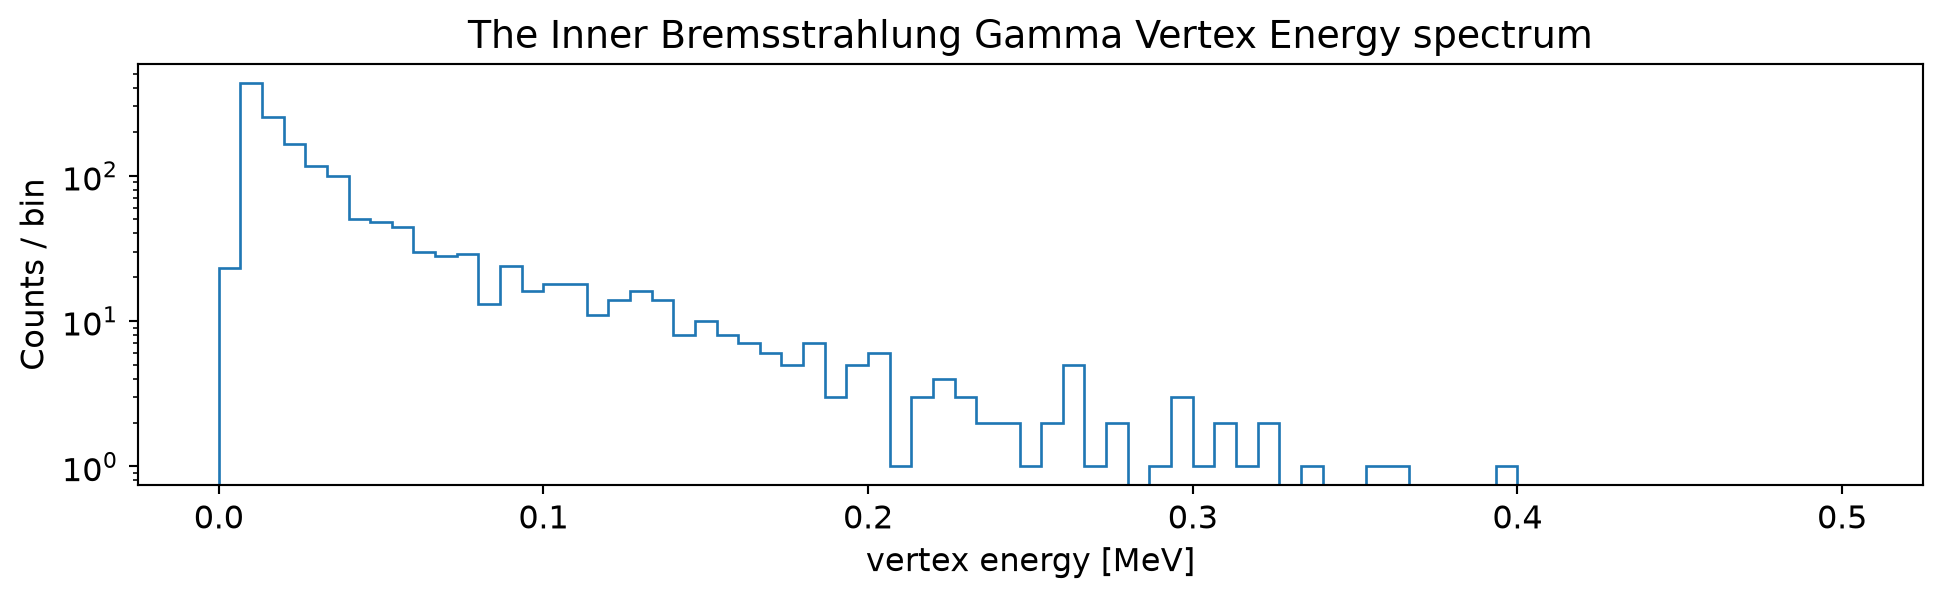 The Inner Bremsstrahlung Gamma Vertex Energy spectrum
Counts / bin
10²
10¹
10⁰
0.0 0.1 0.2 0.3 0.4 0.5
vertex energy [MeV]